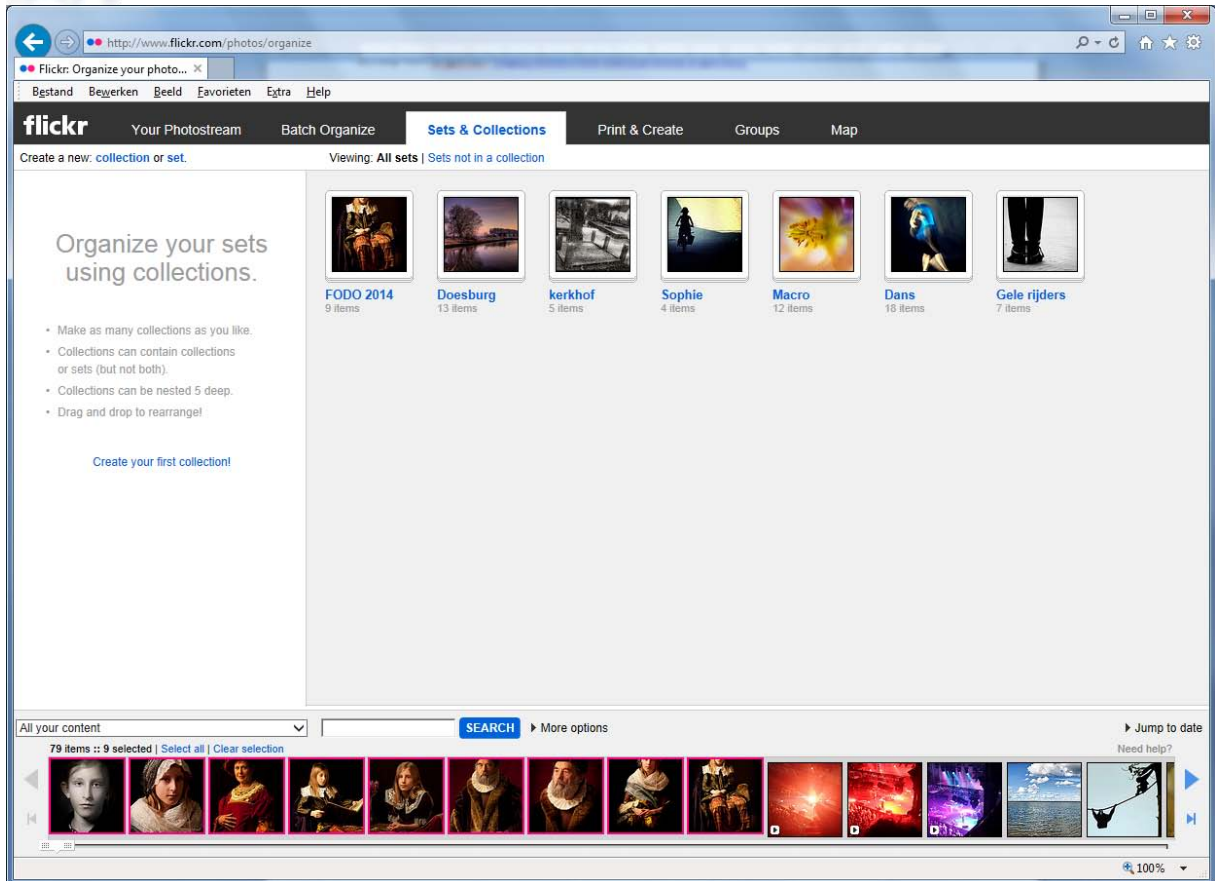 http://www.flickr.com/photos/organize
Flickr: Organize your photo...
Bestand Bewerken Beeld Favorieten Extra Help
flickr Your Photostream Batch Organize Sets & Collections Print & Create Groups Map
Create a new: collection or set. Viewing: All sets | Sets not in a collection
Organize your sets
using collections.
• Make as many collections as you like.
• Collections can contain collections
or sets (but not both).
• Collections can be nested 5 deep.
• Drag and drop to rearrange!
Create your first collection!
FODO 2014 Doesburg kerkhof Sophie Macro Dans Gele rijders
9 items 13 items 5 items 4 items 12 items 18 items 7 items
All your content SEARCH More options Jump to date
79 items :: 9 selected | Select all | Clear selection Need help?
100%